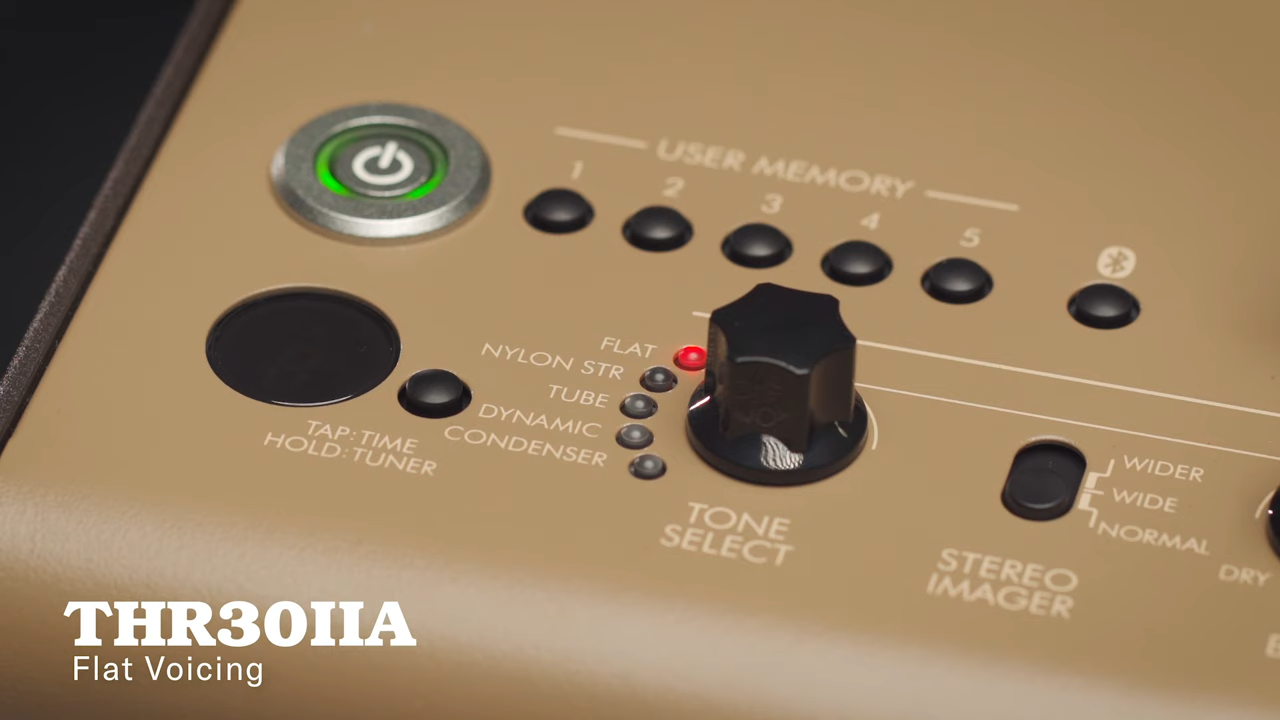 USER MEMORY
1 2 3 4 5
FLAT
NYLON STR
TUBE
DYNAMIC
CONDENSER
TAP:TIME
HOLD:TUNER
TONE
SELECT
WIDER
WIDE
NORMAL
STEREO
IMAGER
DRY
THR30IIA
Flat Voicing